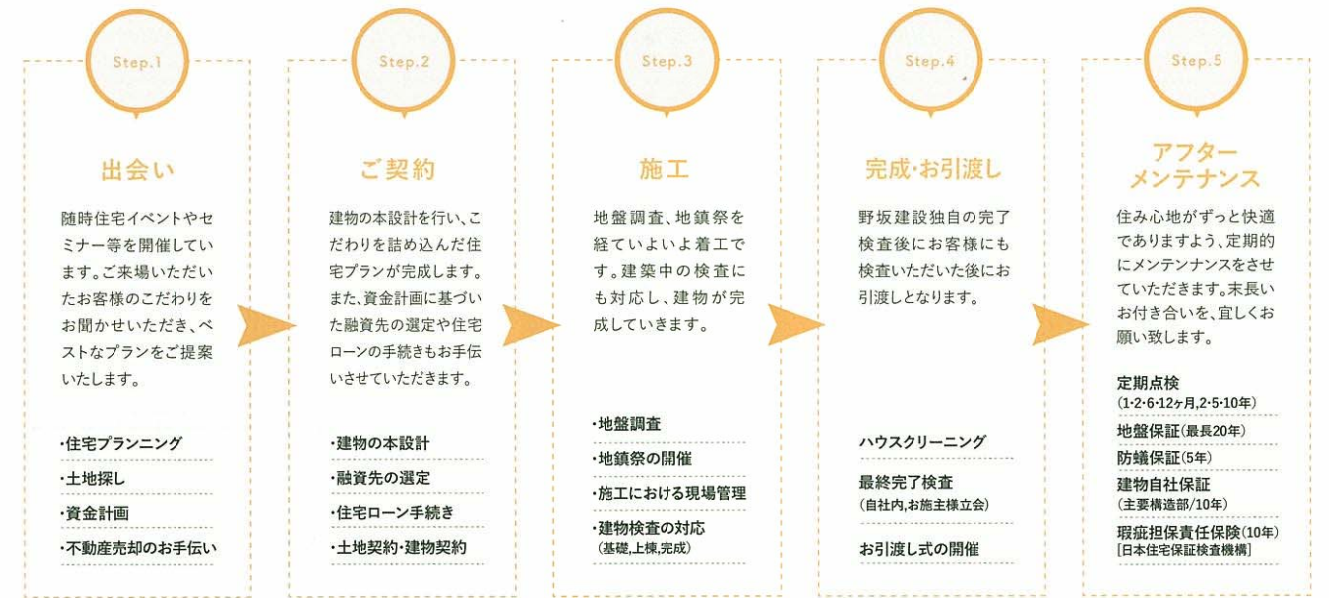 Step.1
出会い
随時住宅イベントやセ
ミナー等を開催してい
ます。ご来場いただい
たお客様のこだわりを
お聞かせいただき、ベ
ストなプランをご提案
いたします。
・住宅プランニング
・土地探し
・資金計画
・不動産売却のお手伝い
Step.2
ご契約
建物の本設計を行い、こ
だわりを詰め込んだ住
宅プランが完成します。
また、資金計画に基づい
た融資先の選定や住宅
ローンの手続きもお手伝
いさせていただきます。
・建物の本設計
・融資先の選定
・住宅ローン手続き
・土地契約・建物契約
Step.3
施工
地盤調査、地鎮祭を
経ていよいよ着工で
す。建築中の検査に
も対応し、建物が完
成していきます。
・地盤調査
・地鎮祭の開催
・施工における現場管理
・建物検査の対応
(基礎,上棟,完成)
Step.4
完成・お引渡し
野坂建設独自の完了
検査後にお客様にも
検査いただいた後にお
引渡しとなります。
ハウスクリーニング
最終完了検査
(自社内,お施主様立会)
お引渡し式の開催
Step.5
アフター
メンテナンス
住み心地がずっと快適
でありますよう、定期的
にメンテンナンスをさせ
ていただきます。末長い
お付き合いを、宜しくお
願い致します。
定期点検
(1・2・6・12ヶ月,2・5・10年)
地盤保証(最長20年)
防蟻保証(5年)
建物自社保証
(主要構造部/10年)
瑕疵担保責任保険(10年)
[日本住宅保証検査機構]